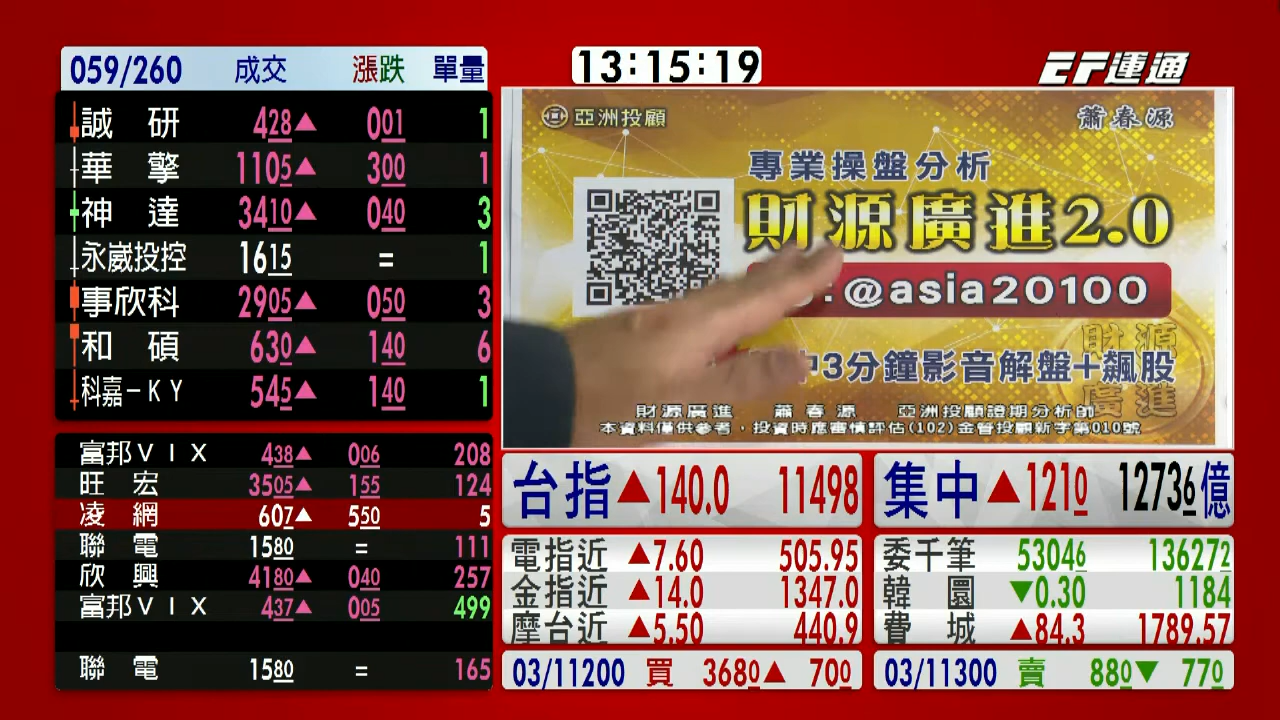 059/260 成交 漲跌 單量
誠研 428▲ 001 1
華擎 1105▲ 300 1
神達 3410▲ 040 3
永崴投控 1615 = 1
事欣科 2905▲ 050 3
和碩 630▲ 140 6
科嘉-KY 545▲ 140 1
富邦VIX 438▲ 006 208
旺宏 3505▲ 155 124
凌網 607▲ 550 5
聯電 1580 = 111
欣興 4180▲ 040 257
富邦VIX 437▲ 005 499
聯電 1580 = 165
13:15:19
EF運通
亞洲投顧
蕭春源
專業操盤分析
財源廣進2.0
:@asia20100
3分鐘影音解盤+飆股
財源廣進
財源廣進 蕭春源 亞洲投顧證期分析師
本資料僅供參考,投資時應審慎評估(102)金管投顧新字第010號
台指▲140.0 11498
集中▲1210 12736億
電指近 ▲7.60 505.95
金指近 ▲14.0 1347.0
摩台近 ▲5.50 440.9
委千筆 53046 136272
韓圜 ▼0.30 1184
費城 ▲84.3 1789.57
03/11200 買 3680▲ 700
03/11300 賣 880▼ 770